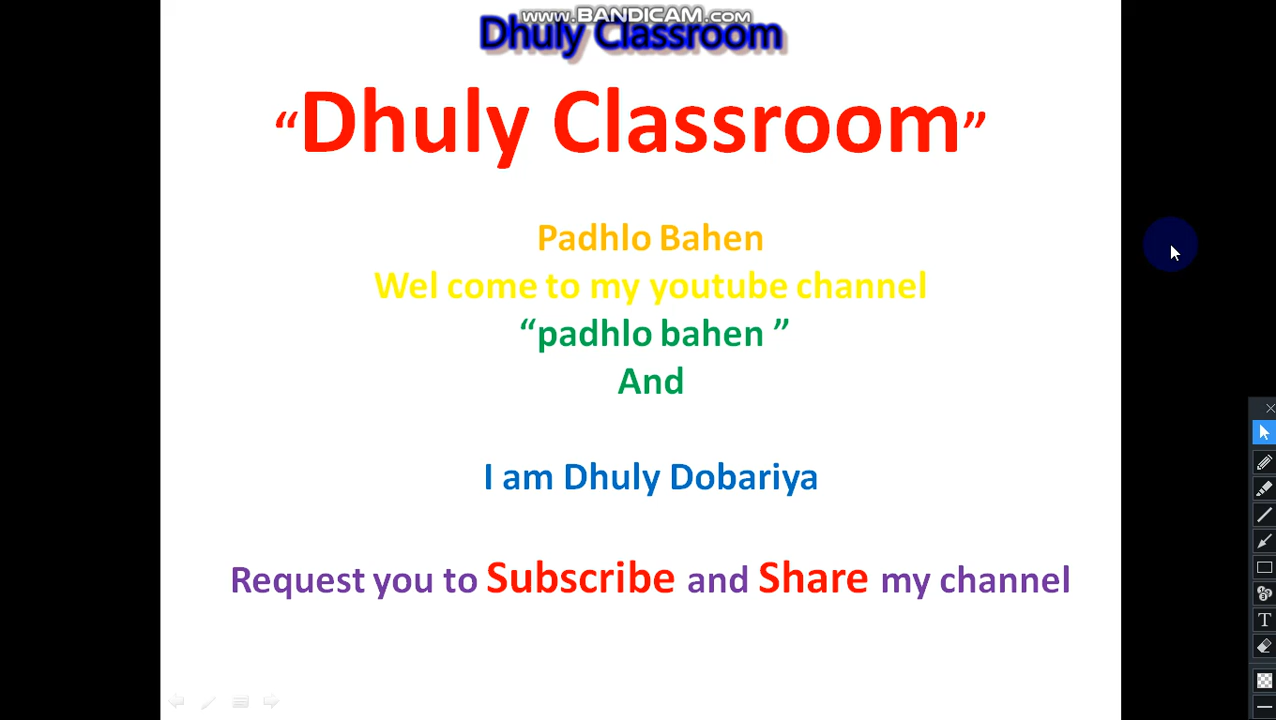 www.BANDICAM.com
Dhuly Classroom
“Dhuly Classroom”
Padhlo Bahen
Wel come to my youtube channel
“padhlo bahen ”
And
I am Dhuly Dobariya
Request you to Subscribe and Share my channel
T